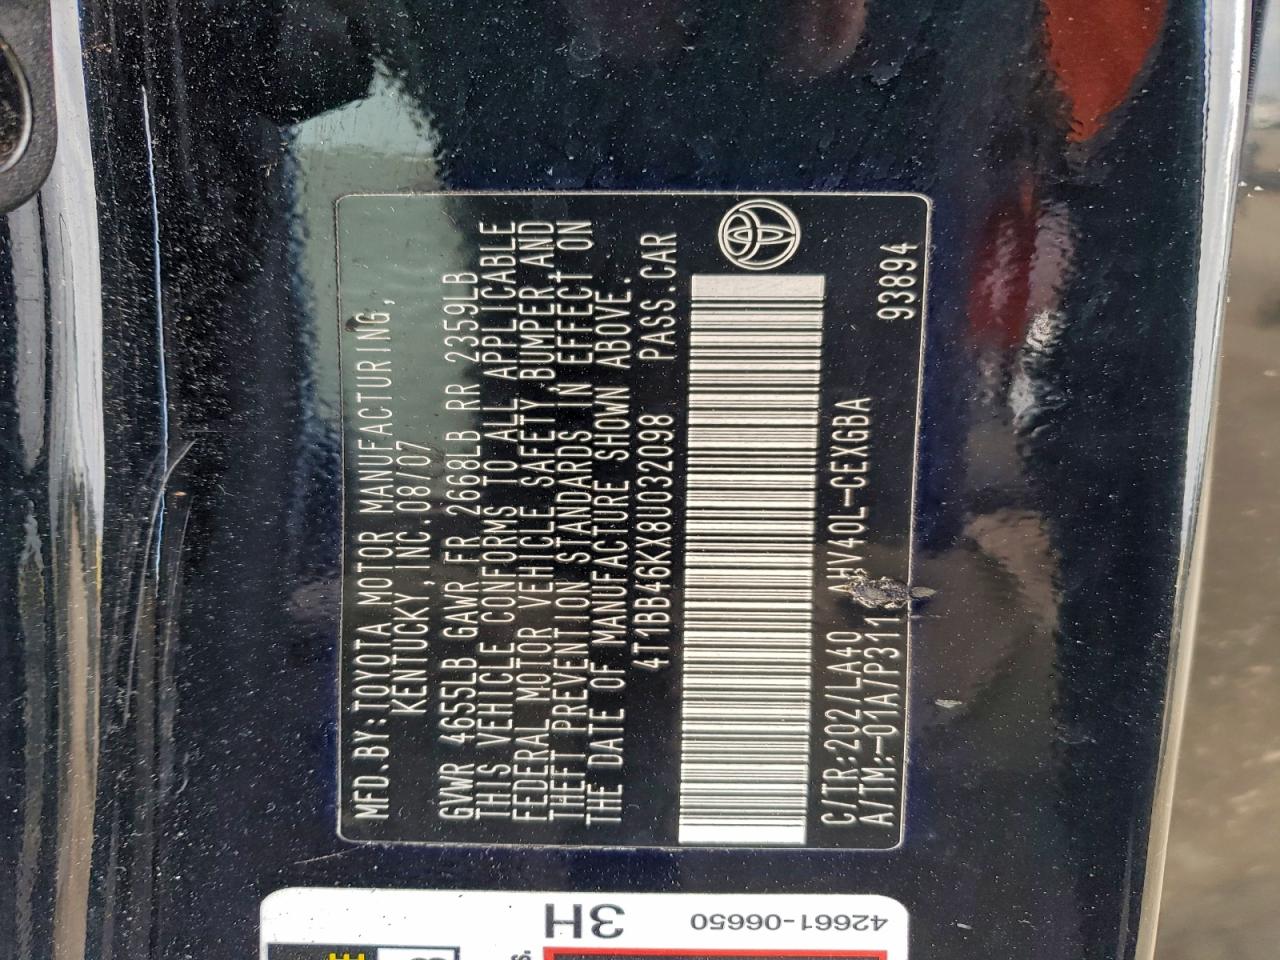 MFD.BY:TOYOTA MOTOR MANUFACTURING,
KENTUCKY,INC.08/07
GVWR 4655LB GAWR FR 2668LB RR 2359LB
THIS VEHICLE CONFORMS TO ALL APPLICABLE
FEDERAL MOTOR VEHICLE SAFETY,BUMPER,AND
THEFT PREVENTION STANDARDS IN EFFECT ON
THE DATE OF MANUFACTURE SHOWN ABOVE.
4T1BB46KX8U032098 PASS.CAR
C/TR:202/LA40 AHV40L-CEXGBA
A/TM:-01A/P311 93894
3H 42661-06650